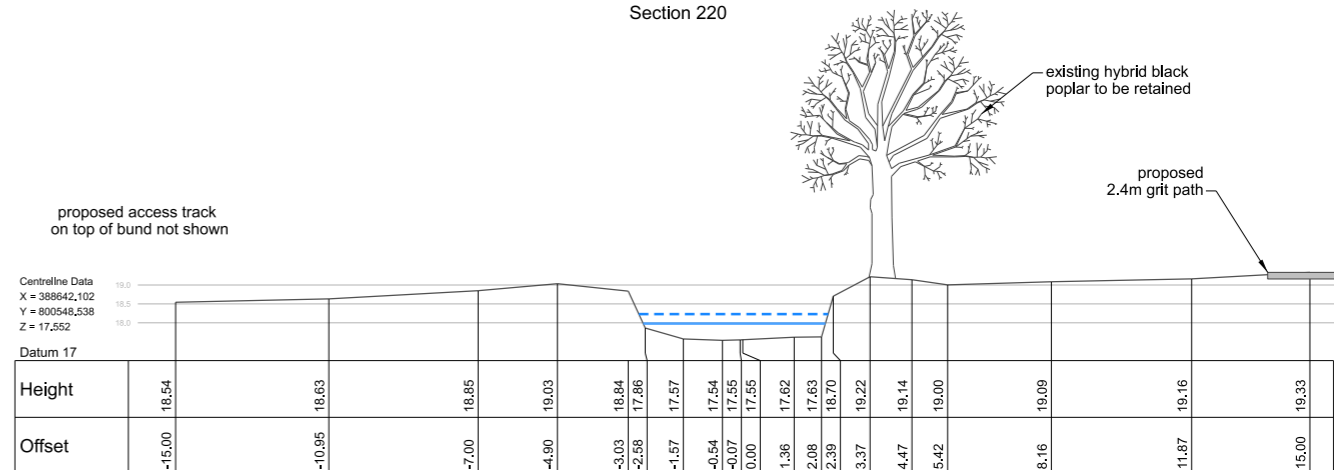 Section 220
existing hybrid black
poplar to be retained
proposed
2.4m grit path
proposed access track
on top of bund not shown
Centreline Data
X = 388642.102
Y = 800548.538
Z = 17.552
Datum 17
19.0
18.5
18.0
Height 18.54 18.63 18.85 19.03 18.84 17.86 17.57 17.54 17.55 17.55 17.62 17.63 18.70 19.22 19.14 19.00 19.09 19.16 19.33
Offset -15.00 -10.95 -7.00 -4.90 -3.03 -2.58 -1.57 -0.54 -0.07 0.00 1.36 2.08 2.39 3.37 4.47 5.42 8.16 11.87 15.00